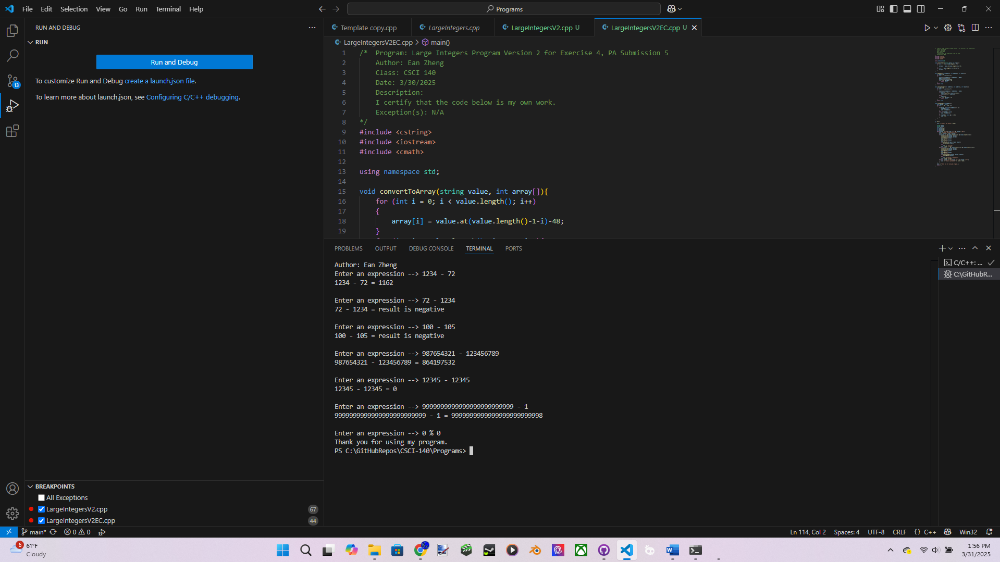 File Edit Selection View Go Run Terminal Help
Programs
RUN AND DEBUG
RUN
Run and Debug
To customize Run and Debug create a launch.json file.
To learn more about launch.json, see Configuring C/C++ debugging.
13
Template copy.cpp LargeIntegers.cpp LargeIntegersV2.cpp U LargeIntegersV2EC.cpp U
LargeIntegersV2EC.cpp > main()
1 /* Program: Large Integers Program Version 2 for Exercise 4, PA Submission 5
2 Author: Ean Zheng
3 Class: CSCI 140
4 Date: 3/30/2025
5 Description:
6 I certify that the code below is my own work.
7 Exception(s): N/A
8 */
9 #include <cstring>
10 #include <iostream>
11 #include <cmath>
12
13 using namespace std;
14
15 void convertToArray(string value, int array[]){
16 for (int i = 0; i < value.length(); i++)
17 {
18 array[i] = value.at(value.length()-1-i)-48;
19 }
PROBLEMS OUTPUT DEBUG CONSOLE TERMINAL PORTS
C/C++: ...
C:\GitHubR...
Author: Ean Zheng
Enter an expression --> 1234 - 72
1234 - 72 = 1162
Enter an expression --> 72 - 1234
72 - 1234 = result is negative
Enter an expression --> 100 - 105
100 - 105 = result is negative
Enter an expression --> 987654321 - 123456789
987654321 - 123456789 = 864197532
Enter an expression --> 12345 - 12345
12345 - 12345 = 0
Enter an expression --> 9999999999999999999999999 - 1
9999999999999999999999999 - 1 = 9999999999999999999999998
Enter an expression --> 0 % 0
Thank you for using my program.
PS C:\GitHubRepos\CSCI-140\Programs>
BREAKPOINTS
All Exceptions
LargeIntegersV2.cpp 67
LargeIntegersV2EC.cpp 44
main* 0 0 Ln 114, Col 2 Spaces: 4 UTF-8 CRLF {} C++ Win32
6 61°F
Cloudy
1:56 PM
3/31/2025